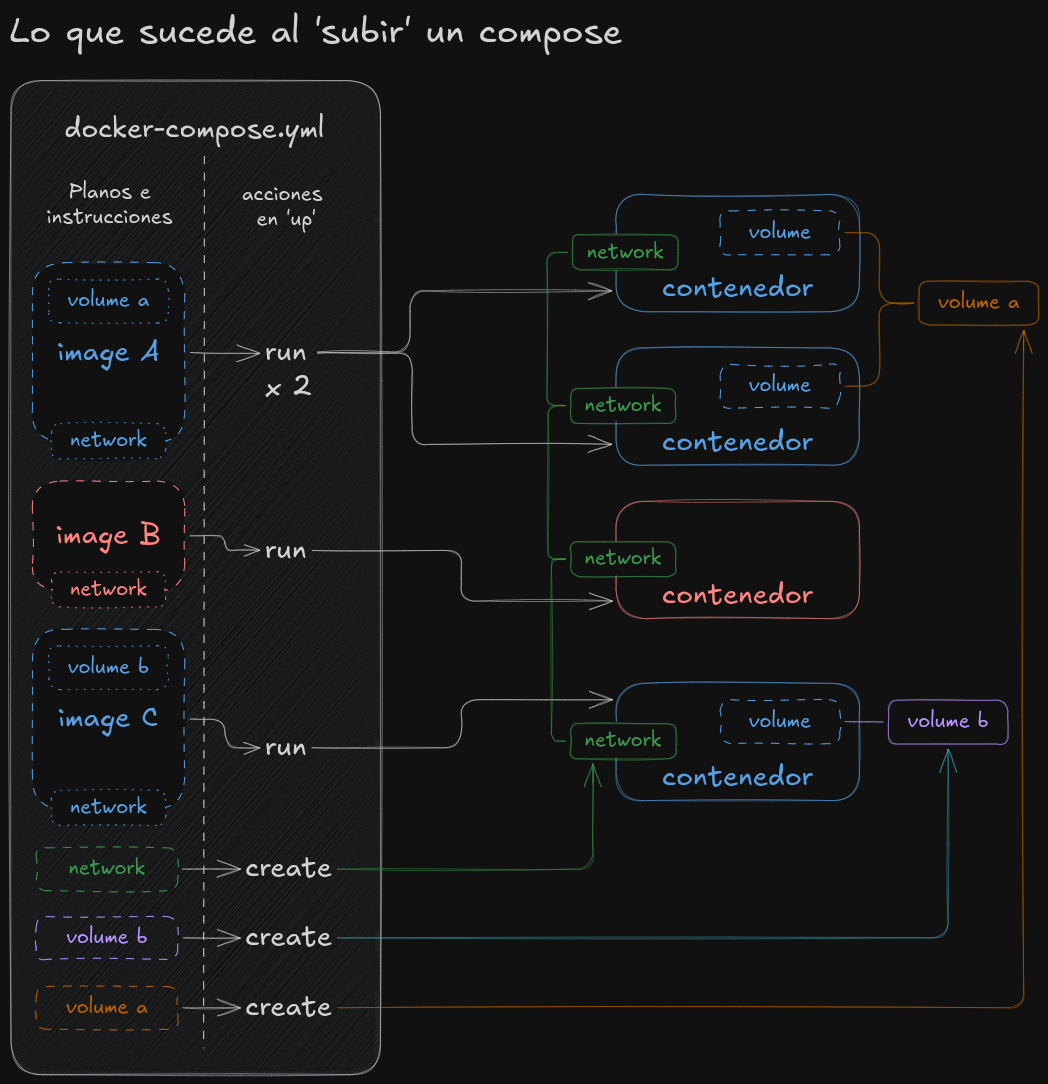 Lo que sucede al 'subir' un compose
docker-compose.yml
Planos e
instrucciones
acciones
en 'up'
volume a
image A
network
run
x 2
image B
network
run
volume b
image C
network
run
network
create
volume b
create
volume a
create
volume
network
contenedor
volume a
volume
network
contenedor
network
contenedor
volume
volume b
network
contenedor